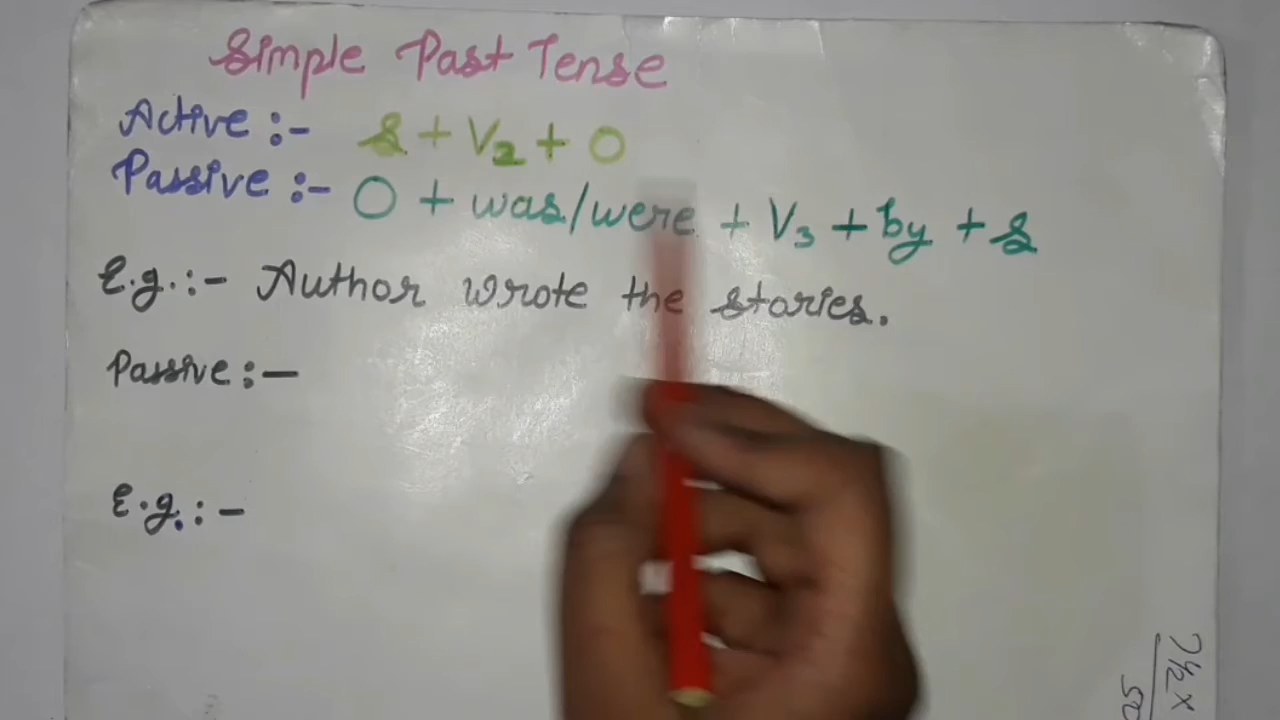 Simple Past Tense
Active :- S + V2 + O
Passive :- O + was/were + V3 + by + S
E.g. :- Author wrote the stories.
Passive :-
E.g. :-